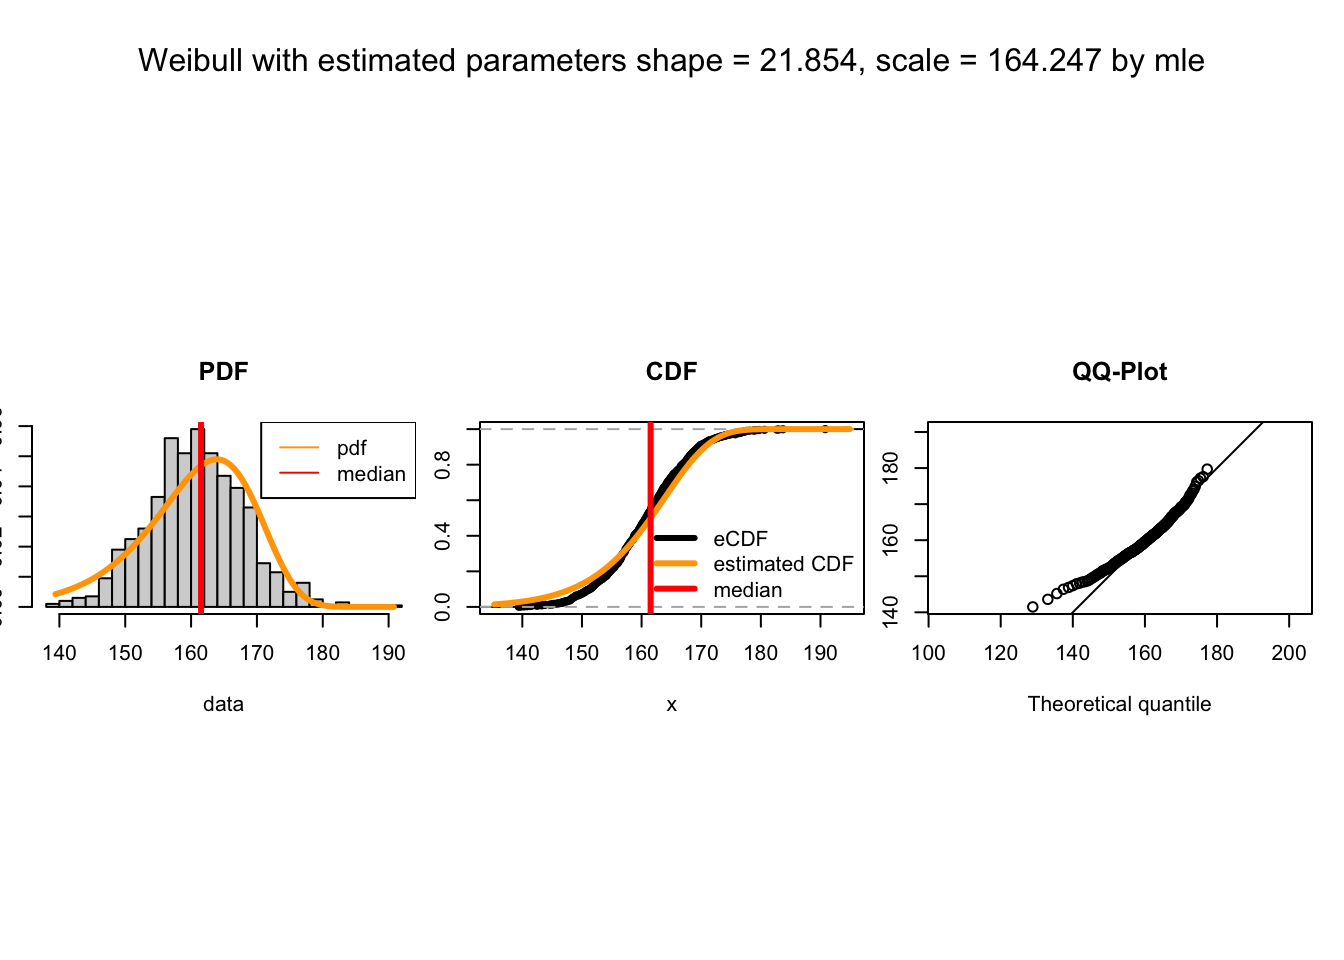 Weibull with estimated parameters shape = 21.854, scale = 164.247 by mle
PDF
pdf
median
140 150 160 170 180 190
data
CDF
0.0 0.4 0.8
eCDF
estimated CDF
median
140 150 160 170 180 190
x
QQ-Plot
140 160 180
100 120 140 160 180 200
Theoretical quantile